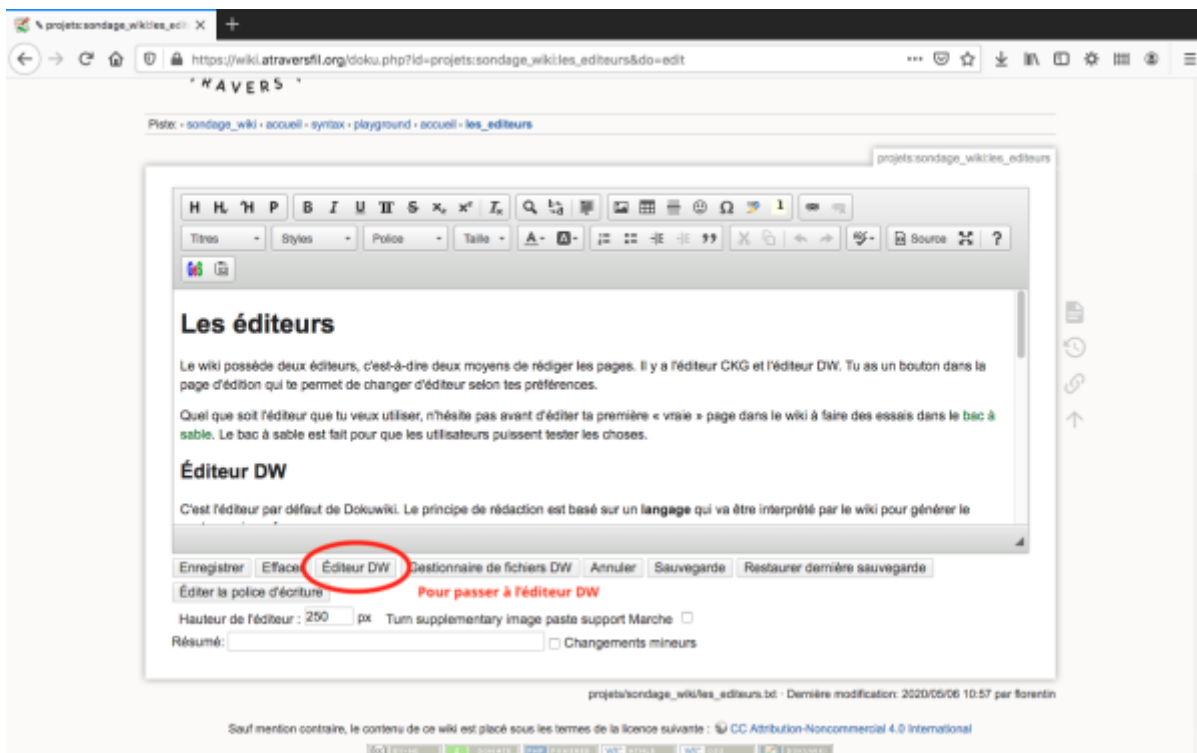 projets:sondage_wiki:les_edit
https://wiki.atraversfil.org/doku.php?id=projets:sondage_wiki:les_editeurs&do=edit
'RAVERS'
Piste: • sondage_wiki • accueil • syntax • playground • accueil • les_editeurs
projets:sondage_wiki:les_editeurs
H H H P B I U TT S x x Ix Ω 1
Titres Styles Police Taille A A Source ?
Les éditeurs
Le wiki possède deux éditeurs, c'est-à-dire deux moyens de rédiger les pages. Il y a l'éditeur CKG et l'éditeur DW. Tu as un bouton dans la
page d'édition qui te permet de changer d'éditeur selon tes préférences.
Quel que soit l'éditeur que tu veux utiliser, n'hésite pas avant d'éditer ta première « vraie » page dans le wiki à faire des essais dans le bac à
sable. Le bac à sable est fait pour que les utilisateurs puissent tester les choses.
Éditeur DW
C'est l'éditeur par défaut de Dokuwiki. Le principe de rédaction est basé sur un langage qui va être interprété par le wiki pour générer le
Enregistrer Effacer Éditeur DW Gestionnaire de fichiers DW Annuler Sauvegarde Restaurer dernière sauvegarde
Éditer la police d'écriture Pour passer à l'éditeur DW
Hauteur de l'éditeur : 250 px Turn supplementary image paste support Marche
Résumé: Changements mineurs
projets/sondage_wiki/les_editeurs.txt · Dernière modification: 2020/05/06 10:57 par florentin
Sauf mention contraire, le contenu de ce wiki est placé sous les termes de la licence suivante : CC Attribution-Noncommercial 4.0 International